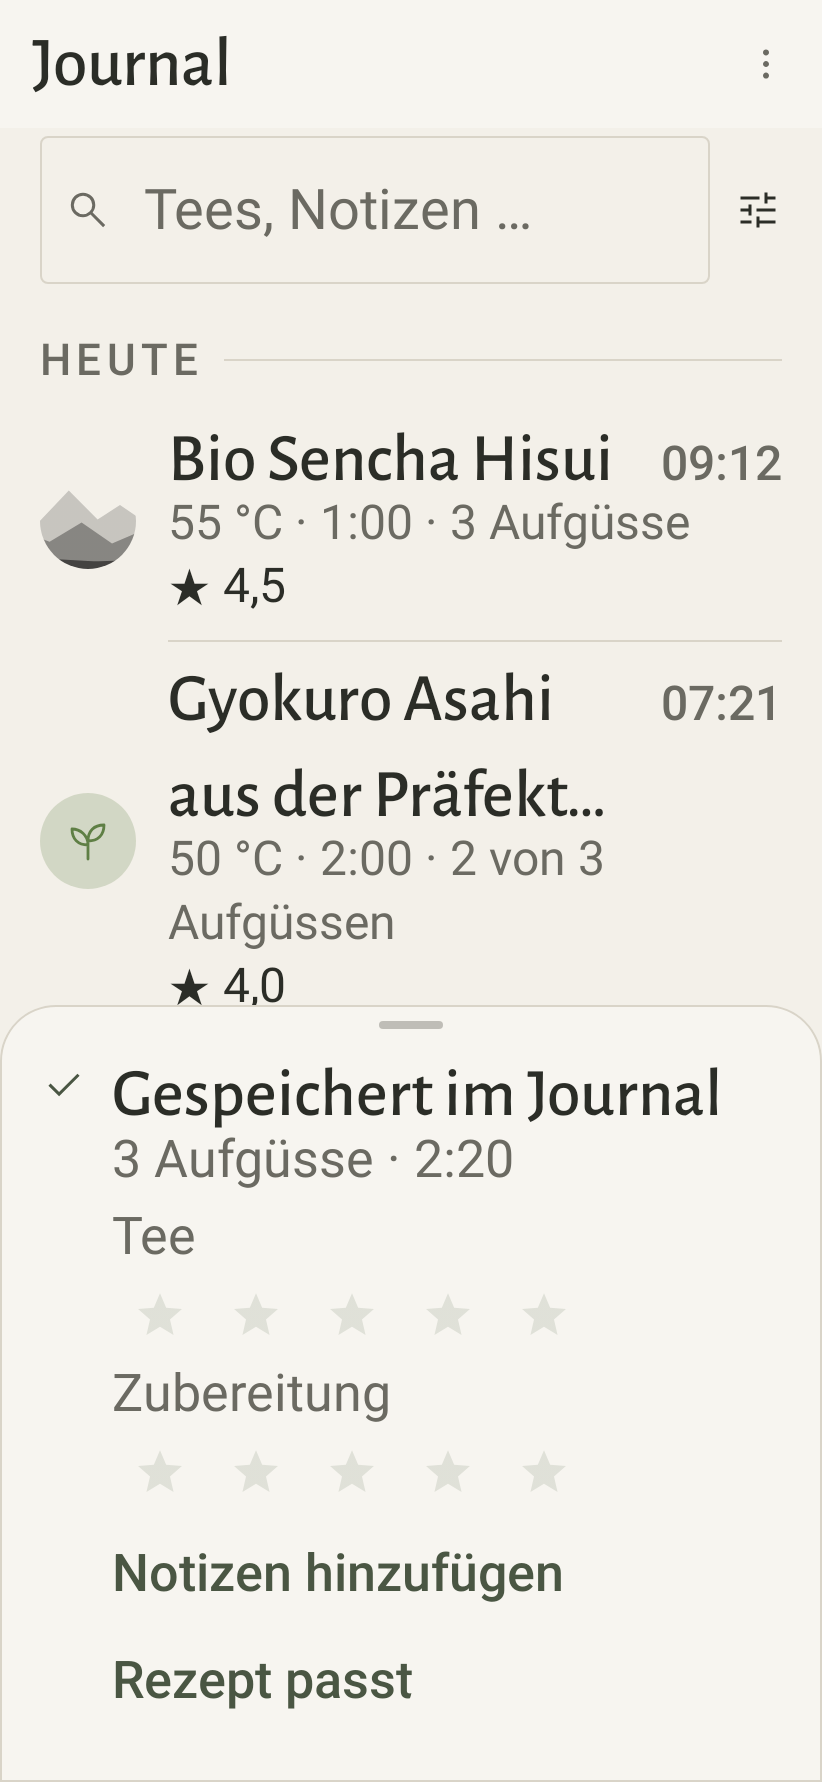 Journal
Tees, Notizen ...
HEUTE
Bio Sencha Hisui 09:12
55 °C · 1:00 · 3 Aufgüsse
★ 4,5
Gyokuro Asahi 07:21
aus der Präfekt...
50 °C · 2:00 · 2 von 3
Aufgüssen
★ 4,0
Gespeichert im Journal
3 Aufgüsse · 2:20
Tee
Zubereitung
Notizen hinzufügen
Rezept passt